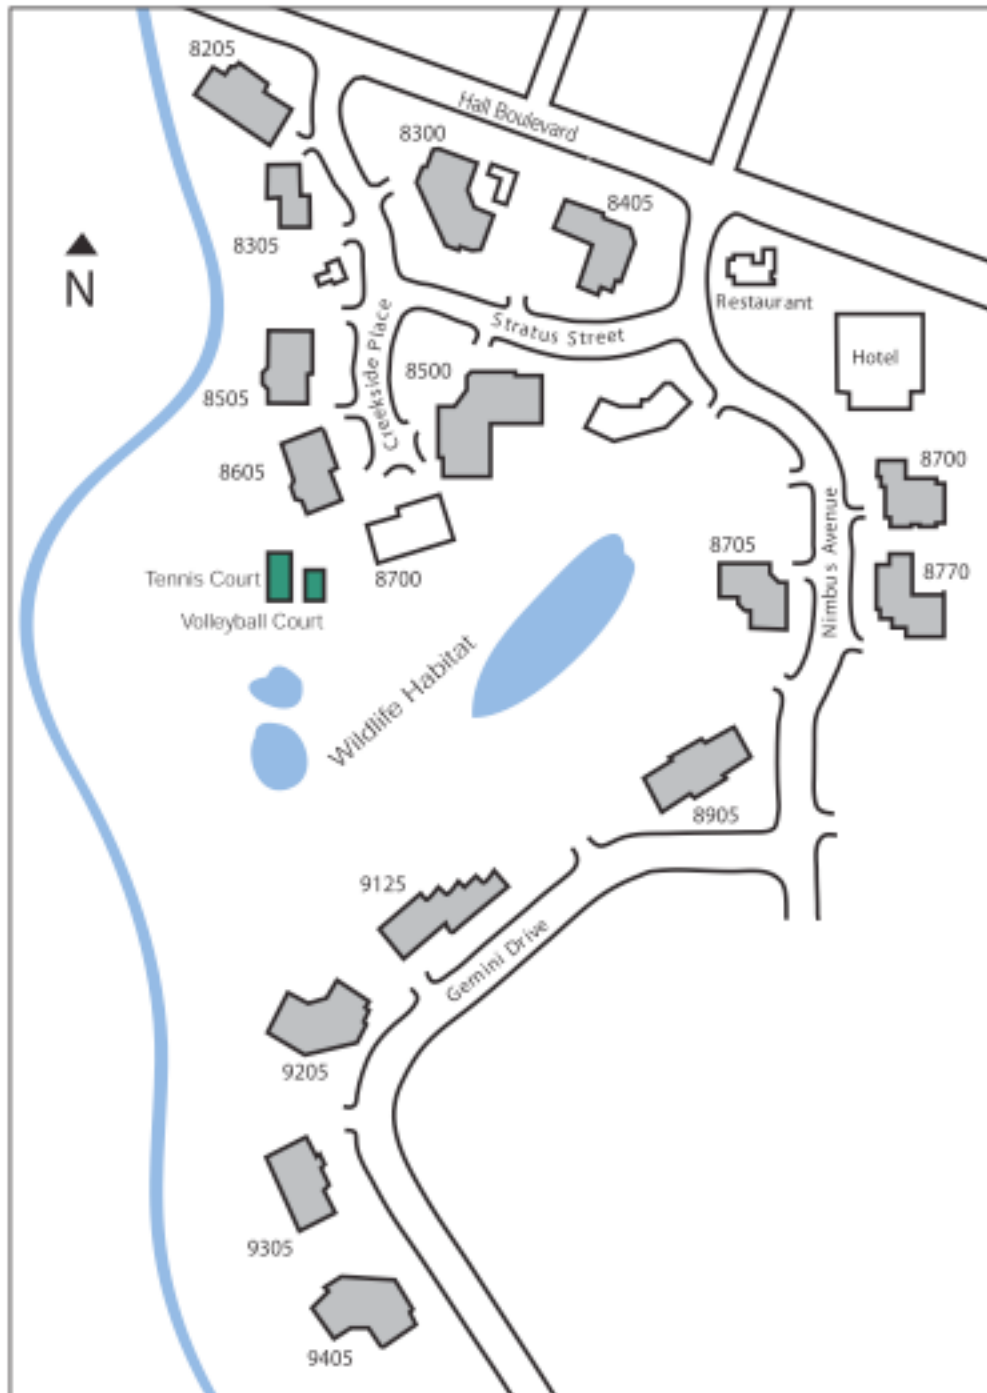 8205
Hall Boulevard
8300
8405
8305
N
Restaurant
Creekside Place
Stratus Street
Hotel
8505
8500
8605
8700
Nimbus Avenue
8705
8770
Tennis Court
8700
Volleyball Court
Wildlife Habitat
8905
9125
Gemini Drive
9205
9305
9405